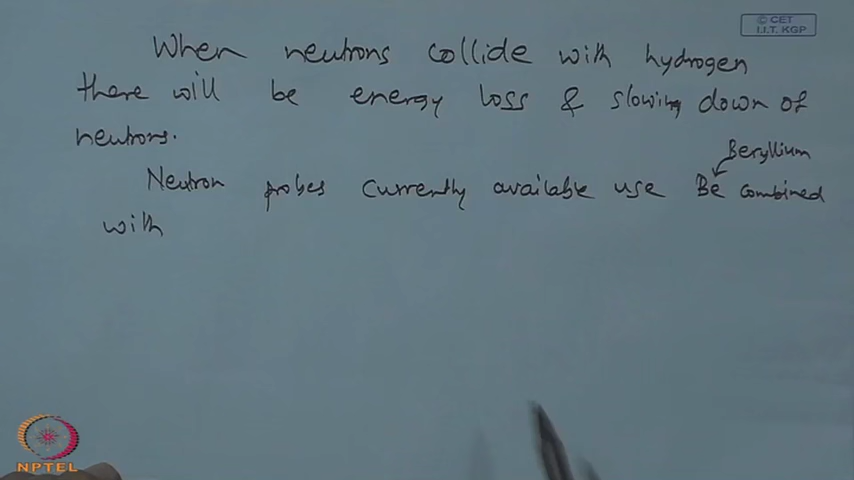 © CET
I.I.T. KGP
When neutrons collide with hydrogen
there will be energy loss & slowing down of
neutrons.
Beryllium
Neutron probes currently available use Be combined
with
NPTEL